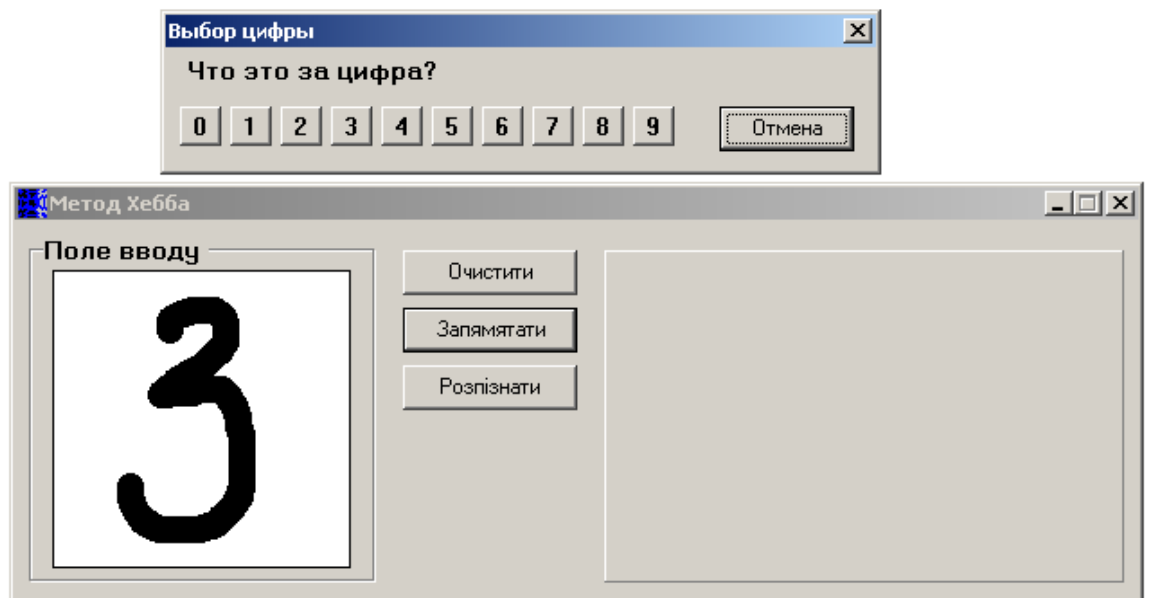 Выбор цифры
Что это за цифра?
0 1 2 3 4 5 6 7 8 9 Отмена
Метод Хебба
Поле вводу
Очистити
Запямятати
Розпізнати
3